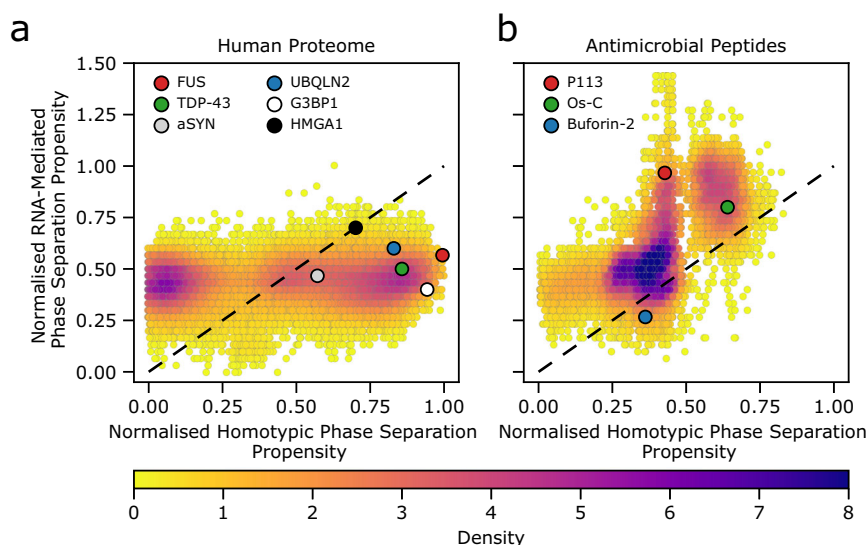 a
b
Human Proteome
Antimicrobial Peptides
Normalised RNA-Mediated
Phase Separation Propensity
1.50
1.25
1.00
0.75
0.50
0.25
0.00
FUS
UBQLN2
TDP-43
G3BP1
aSYN
HMGA1
P113
Os-C
Buforin-2
0.00 0.25 0.50 0.75 1.00
0.00 0.25 0.50 0.75 1.00
Normalised Homotypic Phase Separation
Propensity
Normalised Homotypic Phase Separation
Propensity
0 1 2 3 4 5 6 7 8
Density